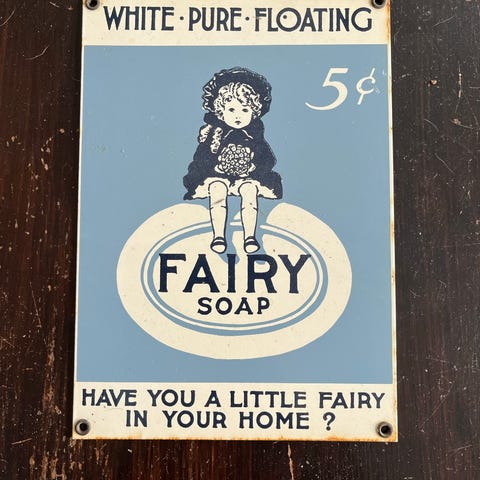 WHITE·PURE·FLOATING
5¢
FAIRY
SOAP
HAVE YOU A LITTLE FAIRY
IN YOUR HOME ?